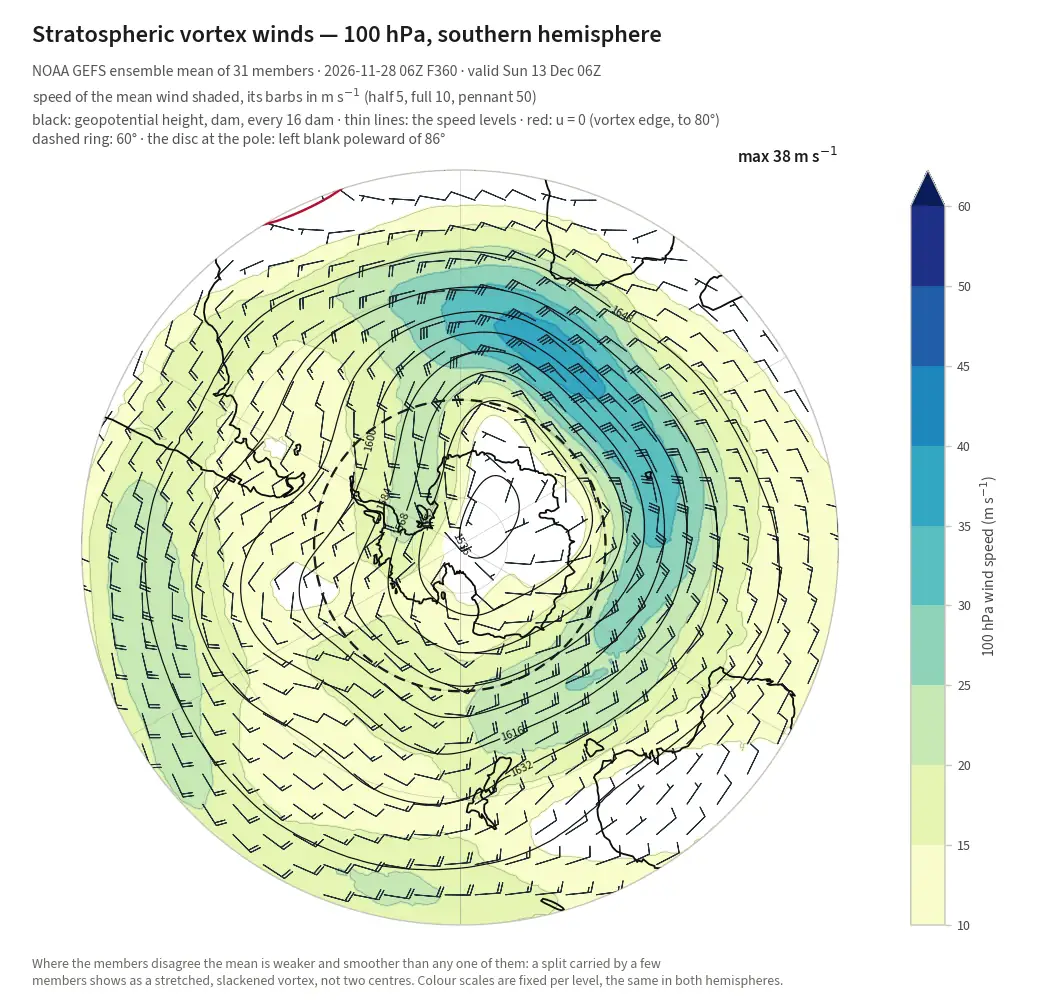 Stratospheric vortex winds — 100 hPa, southern hemisphere
NOAA GEFS ensemble mean of 31 members · 2026-11-28 06Z F360 · valid Sun 13 Dec 06Z
speed of the mean wind shaded, its barbs in m s⁻¹ (half 5, full 10, pennant 50)
black: geopotential height, dam, every 16 dam · thin lines: the speed levels · red: u = 0 (vortex edge, to 80°)
dashed ring: 60° · the disc at the pole: left blank poleward of 86°
max 38 m s⁻¹
60
50
45
40
35
30
25
20
15
10
100 hPa wind speed (m s⁻¹)
1600
1616
1632
Where the members disagree the mean is weaker and smoother than any one of them: a split carried by a few
members shows as a stretched, slackened vortex, not two centres. Colour scales are fixed per level, the same in both hemispheres.